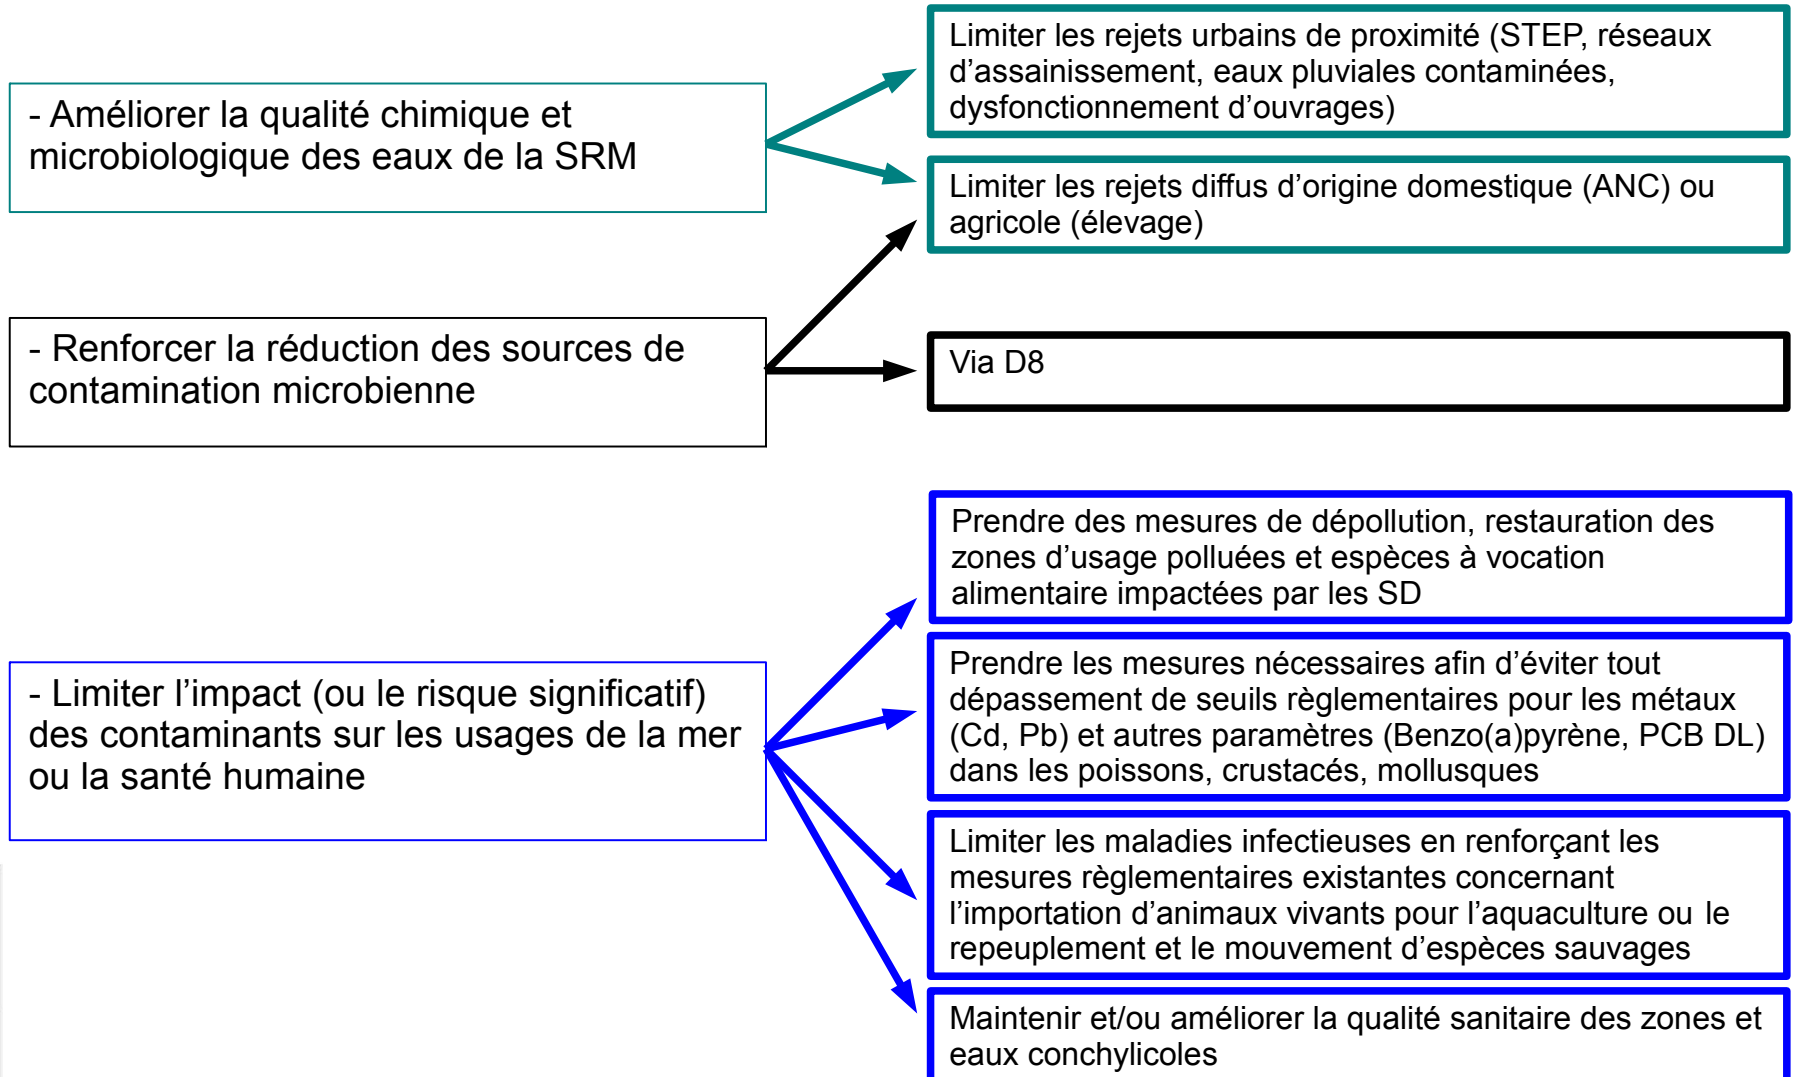 - Améliorer la qualité chimique et
microbiologique des eaux de la SRM
Limiter les rejets urbains de proximité (STEP, réseaux
d’assainissement, eaux pluviales contaminées,
dysfonctionnement d’ouvrages)
Limiter les rejets diffus d’origine domestique (ANC) ou
agricole (élevage)
- Renforcer la réduction des sources de
contamination microbienne
Via D8
- Limiter l’impact (ou le risque significatif)
des contaminants sur les usages de la mer
ou la santé humaine
Prendre des mesures de dépollution, restauration des
zones d’usage polluées et espèces à vocation
alimentaire impactées par les SD
Prendre les mesures nécessaires afin d’éviter tout
dépassement de seuils règlementaires pour les métaux
(Cd, Pb) et autres paramètres (Benzo(a)pyrène, PCB DL)
dans les poissons, crustacés, mollusques
Limiter les maladies infectieuses en renforçant les
mesures règlementaires existantes concernant
l’importation d’animaux vivants pour l’aquaculture ou le
repeuplement et le mouvement d’espèces sauvages
Maintenir et/ou améliorer la qualité sanitaire des zones et
eaux conchylicoles